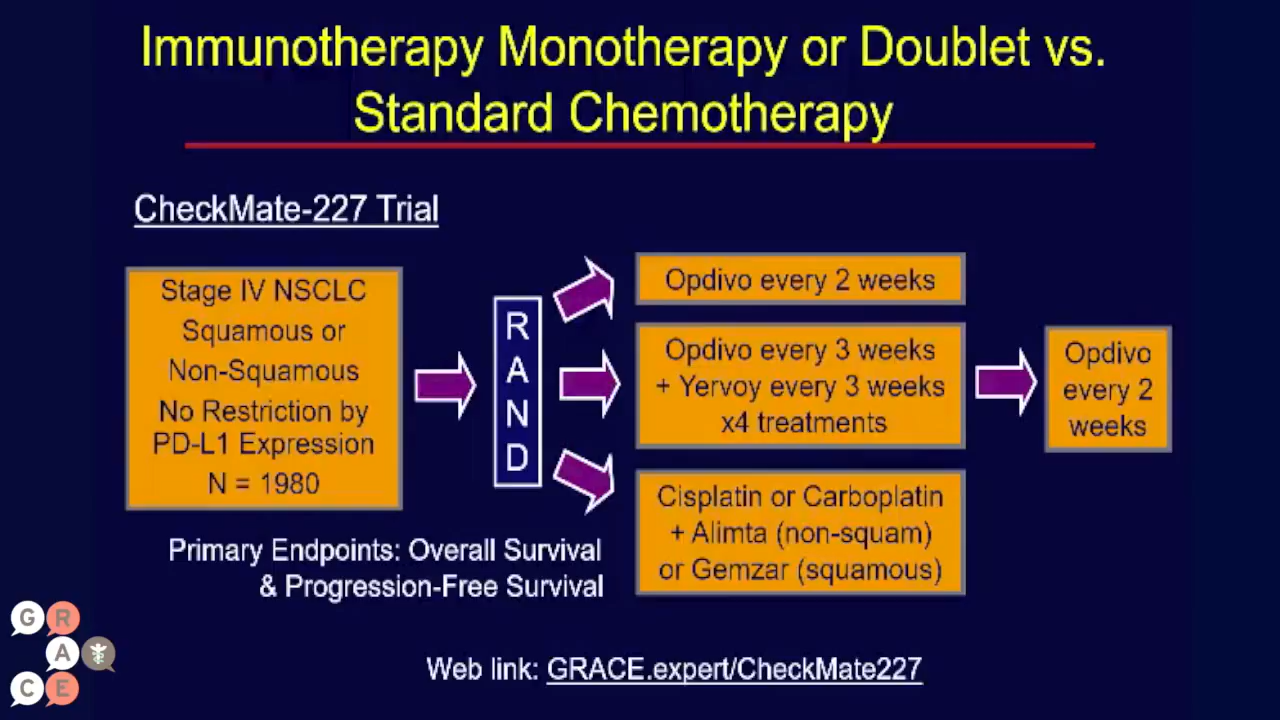 Immunotherapy Monotherapy or Doublet vs.
Standard Chemotherapy
CheckMate-227 Trial
Stage IV NSCLC
Squamous or
Non-Squamous
No Restriction by
PD-L1 Expression
N = 1980
R
A
N
D
Opdivo every 2 weeks
Opdivo every 3 weeks
+ Yervoy every 3 weeks
x4 treatments
Opdivo
every 2
weeks
Cisplatin or Carboplatin
+ Alimta (non-squam)
or Gemzar (squamous)
Primary Endpoints: Overall Survival
& Progression-Free Survival
G R
A
C E
Web link: GRACE.expert/CheckMate227